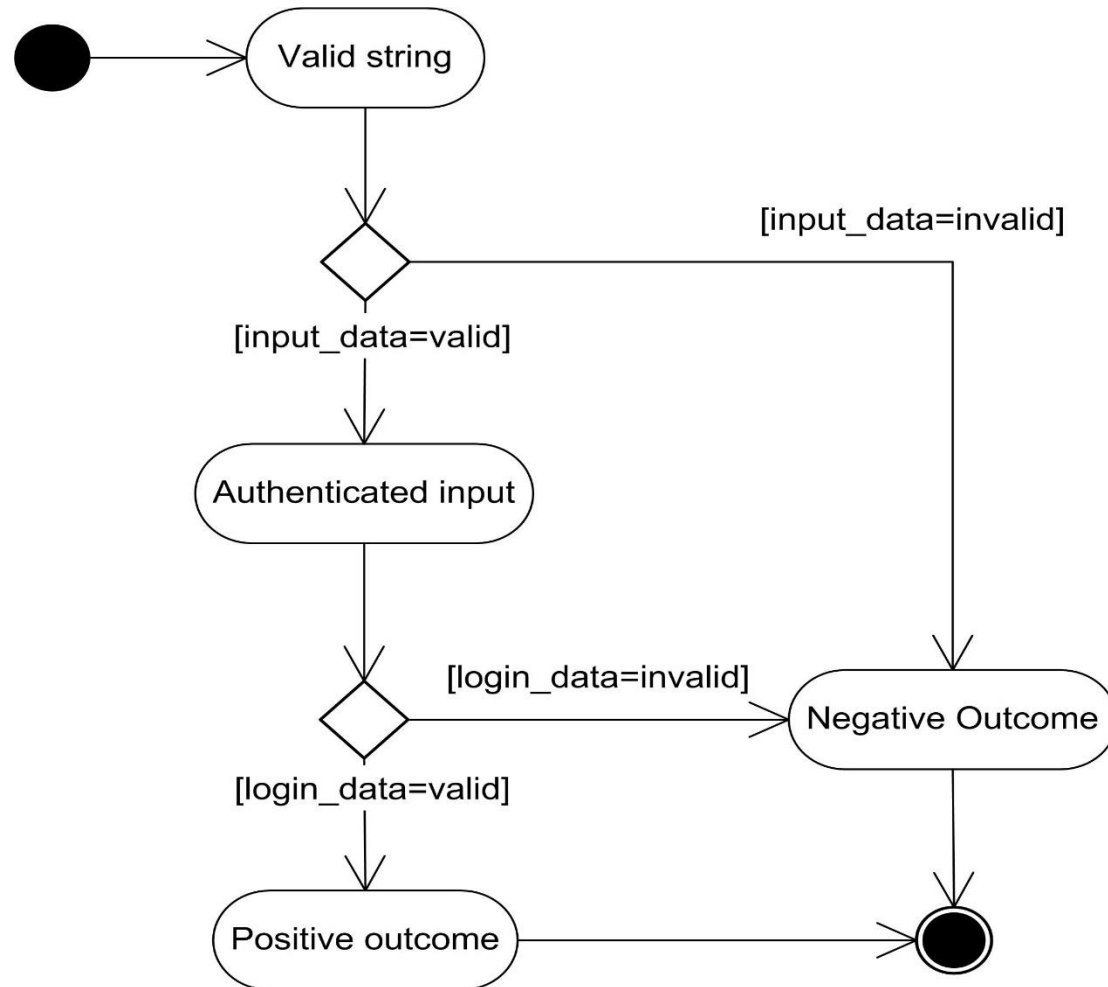 Valid string
[input_data=invalid]
[input_data=valid]
Authenticated input
[login_data=invalid]
Negative Outcome
[login_data=valid]
Positive outcome